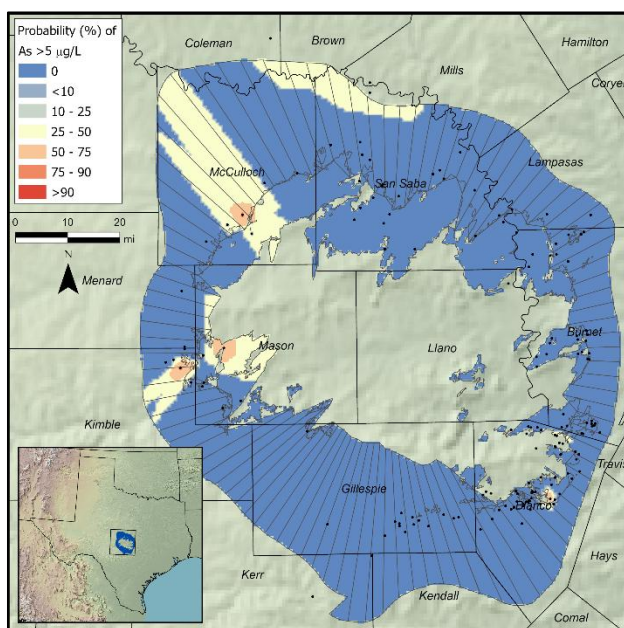 Probability (%) of
As >5 µg/L
0
<10
10 - 25
25 - 50
50 - 75
75 - 90
>90
0 10 20
mi
N
Coleman
Brown
Hamilton
Mills
Coryell
McCulloch
San Saba
Lampasas
Menard
Mason
Llano
Burnet
Kimble
Gillespie
Travis
Blanco
Hays
Kerr
Kendall
Comal